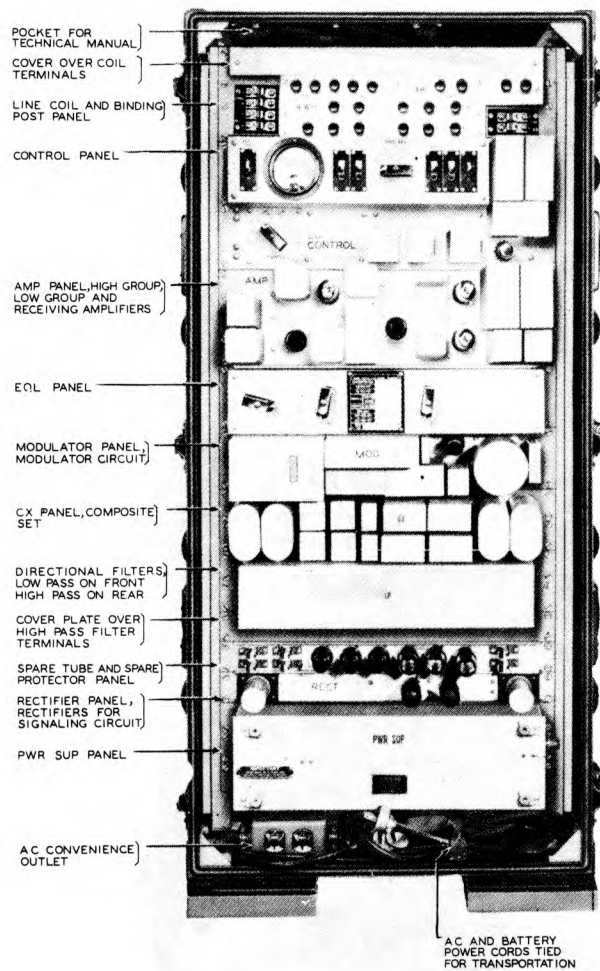 POCKET FOR
TECHNICAL MANUAL
COVER OVER COIL
TERMINALS
LINE COIL AND BINDING
POST PANEL
CONTROL PANEL
CONTROL
AMP PANEL, HIGH GROUP,
LOW GROUP AND
RECEIVING AMPLIFIERS
AMP
EQL PANEL
MODULATOR PANEL,
MODULATOR CIRCUIT
MOD
CX PANEL, COMPOSITE
SET
DIRECTIONAL FILTERS,
LOW PASS ON FRONT
HIGH PASS ON REAR
COVER PLATE OVER
HIGH PASS FILTER
TERMINALS
SPARE TUBE AND SPARE
PROTECTOR PANEL
RECTIFIER PANEL,
RECTIFIERS FOR
SIGNALING CIRCUIT
RECT
PWR SUP PANEL
PWR SUP
AC CONVENIENCE
OUTLET
AC AND BATTERY
POWER CORDS TIED
FOR TRANSPORTATION